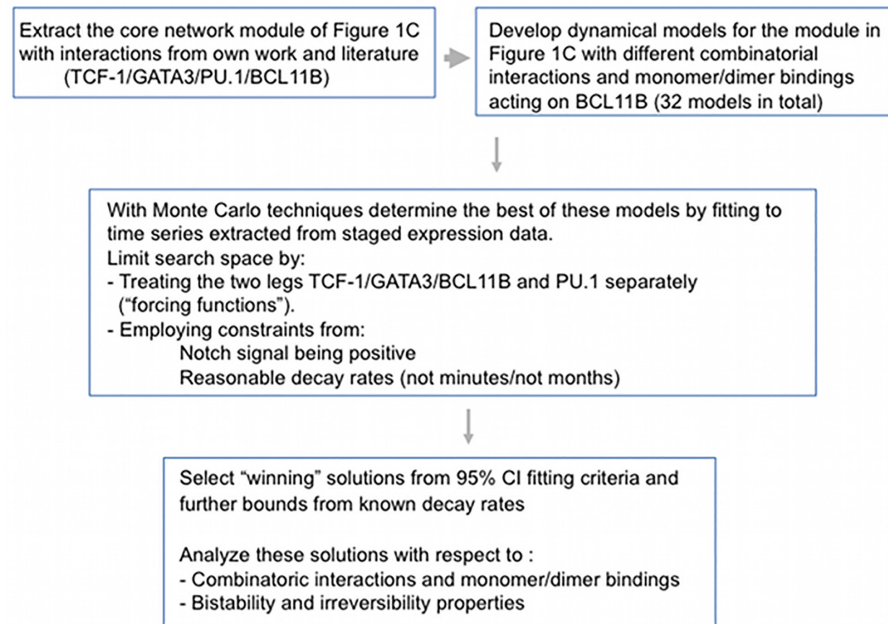 Extract the core network module of Figure 1C
with interactions from own work and literature
(TCF-1/GATA3/PU.1/BCL11B)
Develop dynamical models for the module in
Figure 1C with different combinatorial
interactions and monomer/dimer bindings
acting on BCL11B (32 models in total)
With Monte Carlo techniques determine the best of these models by fitting to
time series extracted from staged expression data.
Limit search space by:
- Treating the two legs TCF-1/GATA3/BCL11B and PU.1 separately
(“forcing functions”).
- Employing constraints from:
Notch signal being positive
Reasonable decay rates (not minutes/not months)
Select “winning” solutions from 95% CI fitting criteria and
further bounds from known decay rates
Analyze these solutions with respect to :
- Combinatoric interactions and monomer/dimer bindings
- Bistability and irreversibility properties